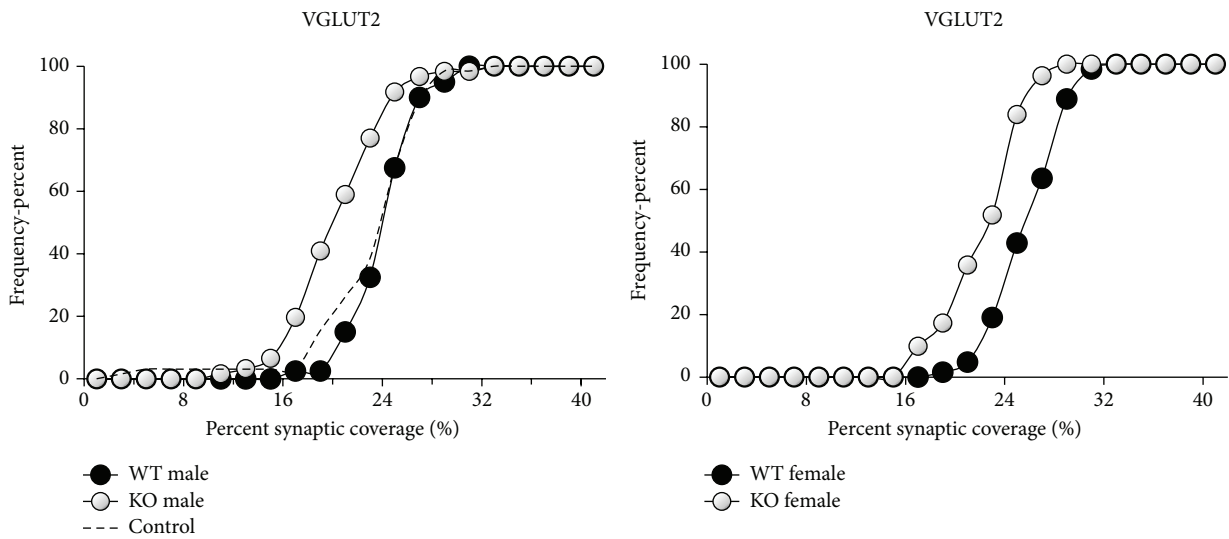 VGLUT2
100
80
60
40
20
0
Frequency-percent
0 8 16 24 32 40
Percent synaptic coverage (%)
WT male
KO male
Control
VGLUT2
100
80
60
40
20
0
Frequency-percent
0 8 16 24 32 40
Percent synaptic coverage (%)
WT female
KO female